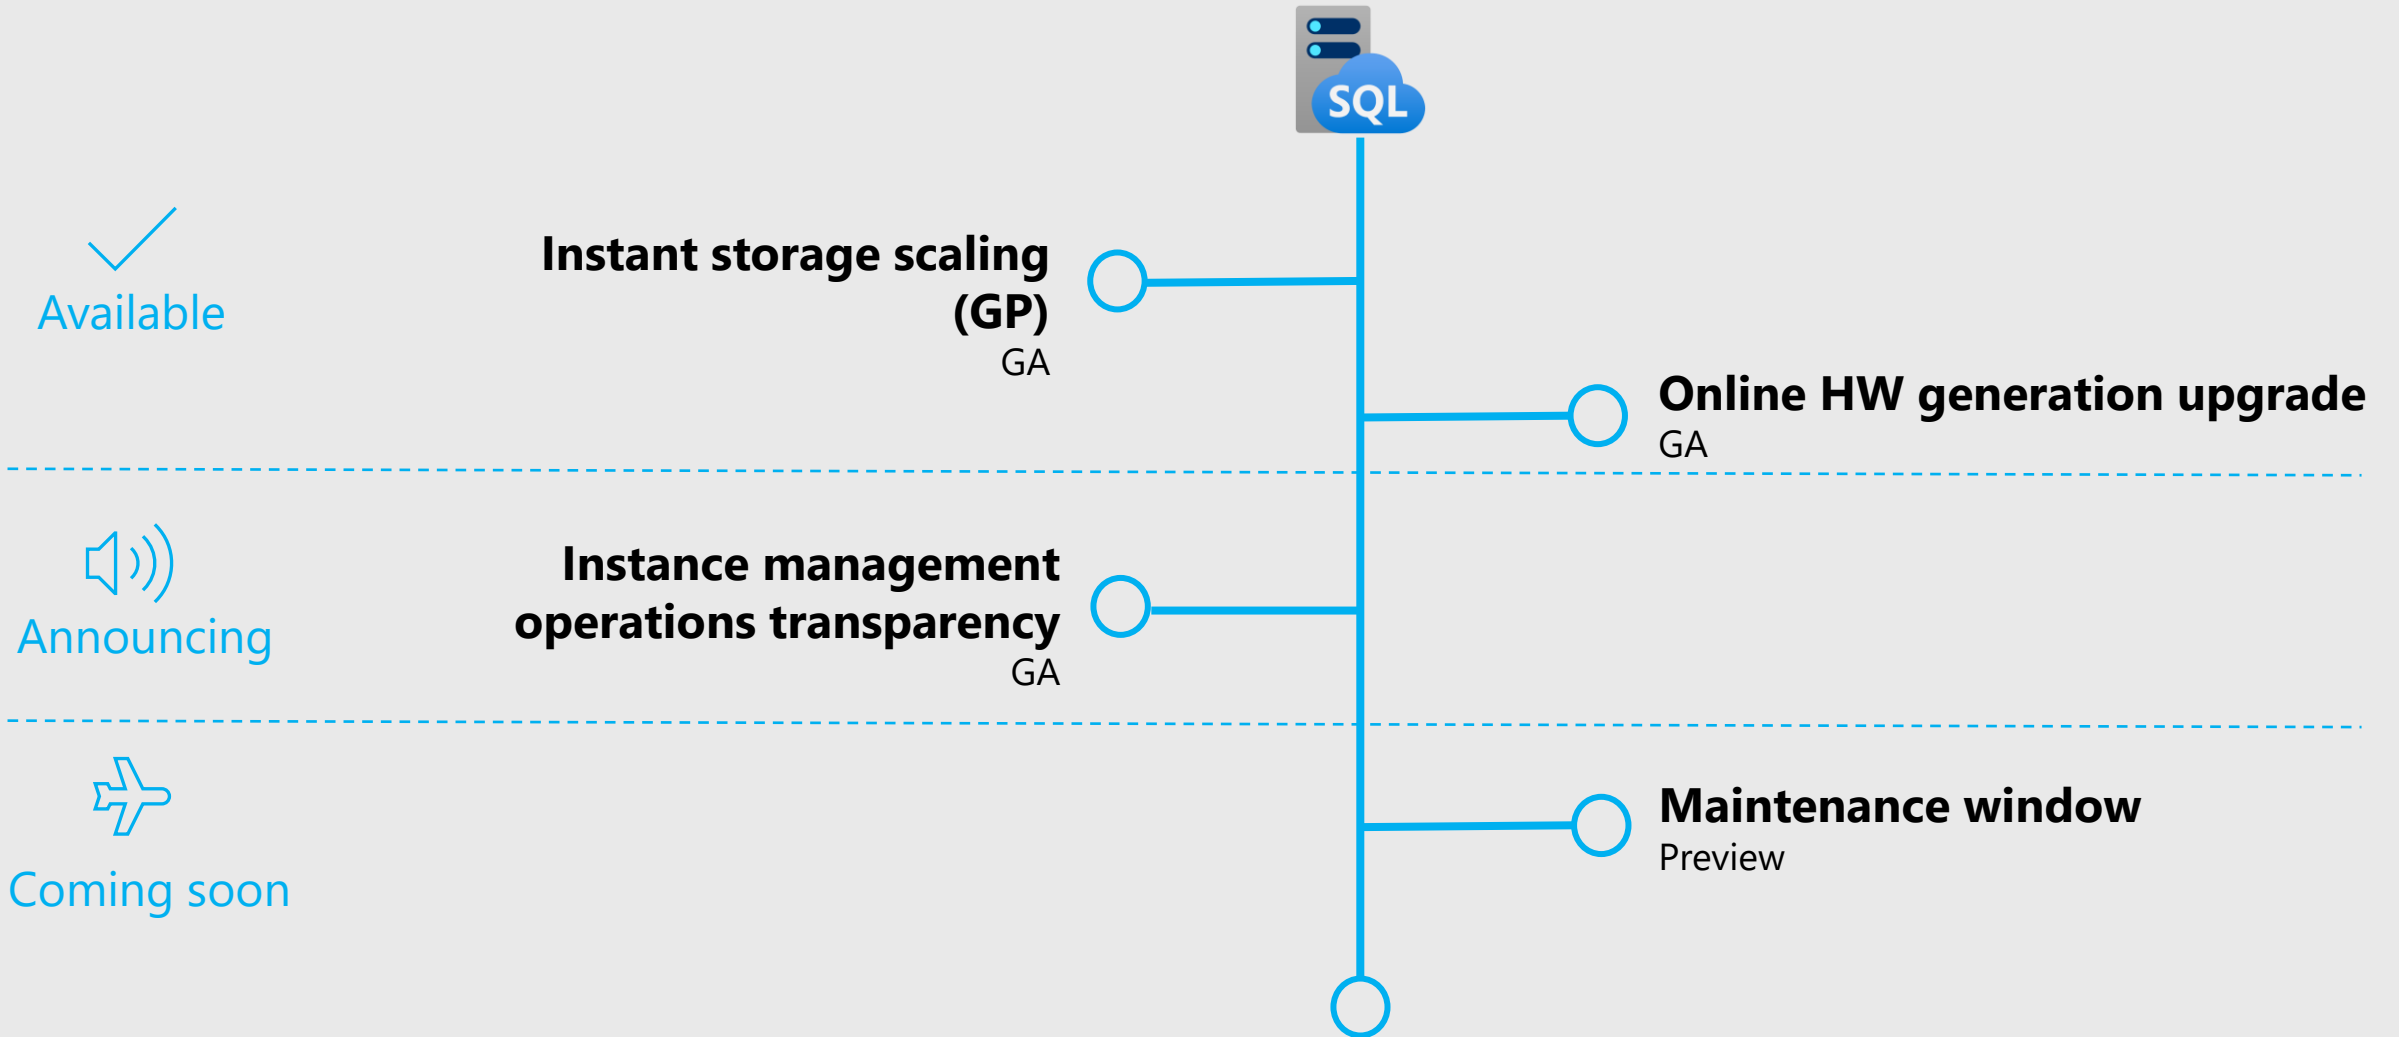 SQL
Available
Instant storage scaling
(GP)
GA
Online HW generation upgrade
GA
Announcing
Instance management
operations transparency
GA
Coming soon
Maintenance window
Preview